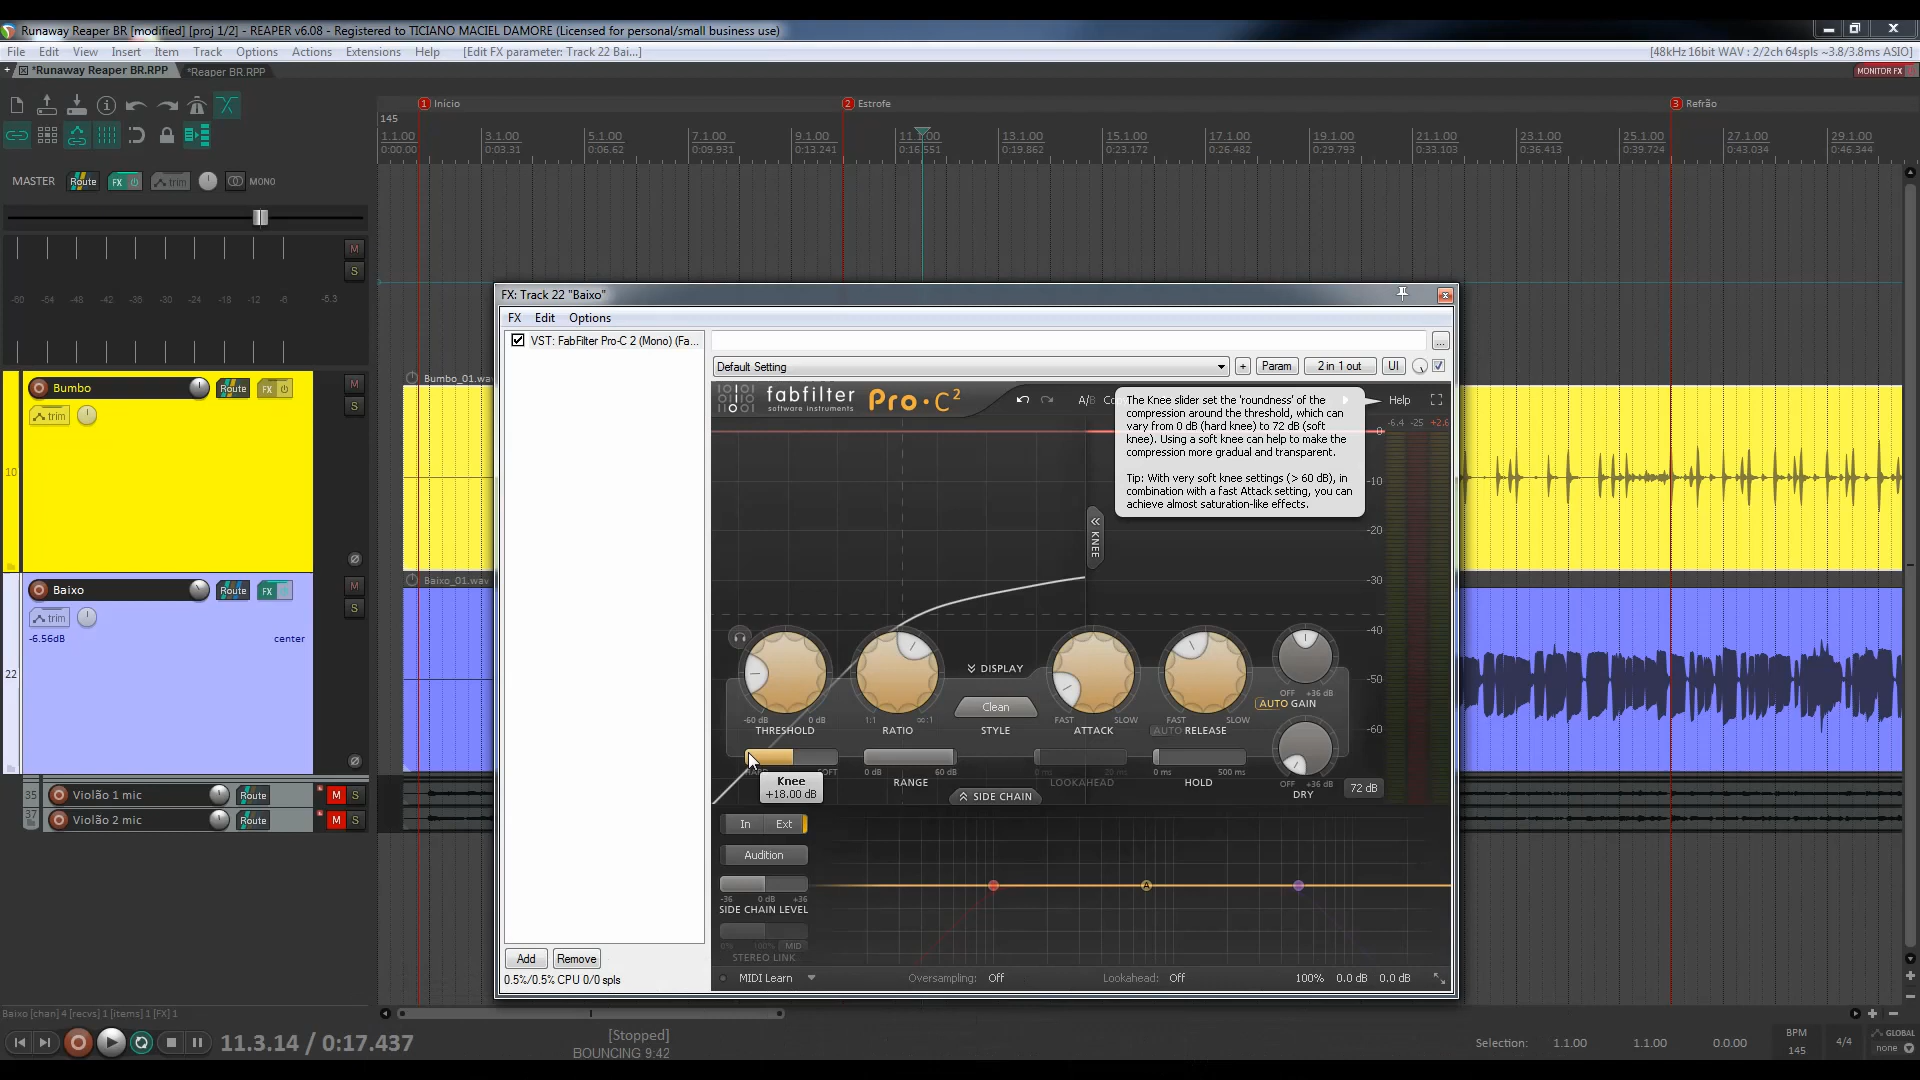 Runaway Reaper BR [modified] [proj 1/2] - REAPER v6.08 - Registered to TICIANO MACIEL DAMORE (Licensed for personal/small business use)
File Edit View Insert Item Track Options Actions Extensions Help [Edit FX parameter: Track 22 Bai...] [48kHz 16bit WAV : 2/2ch 64spls ~3.8/3.8ms ASIO]
*Runaway Reaper BR.RPP *Reaper BR.RPP MONITOR FX
1 Início 2 Estrofe 3 Refrão
145
1.1.00 3.1.00 5.1.00 7.1.00 9.1.00 11.1.00 13.1.00 15.1.00 17.1.00 19.1.00 21.1.00 23.1.00 25.1.00 27.1.00 29.1.00
0:00.00 0:03.31 0:06.62 0:09.931 0:13.241 0:16.551 0:19.862 0:23.172 0:26.482 0:29.793 0:33.103 0:36.413 0:39.724 0:43.034 0:46.344
MASTER Route FX trim MONO
M
S
-60 -54 -48 -42 -36 -30 -24 -18 -12 -6 -5.3
FX: Track 22 "Baixo"
FX Edit Options
VST: FabFilter Pro-C 2 (Mono) (Fa...
Default Setting + Param 2 in 1 out UI
Bumbo Route FX M
trim S
10
Bumbo_01.wav
fabfilter
software instruments
Pro·C2
A/B Help
The Knee slider set the 'roundness' of the
compression around the threshold, which can
vary from 0 dB (hard knee) to 72 dB (soft
knee). Using a soft knee can help to make the
compression more gradual and transparent.
Tip: With very soft knee settings (> 60 dB), in
combination with a fast Attack setting, you can
achieve almost saturation-like effects.
-6.4 -25 +2.6
0
-10
-20
-30
-40
-50
-60
KNEE
Baixo_01.wav
Baixo Route FX M
trim S
-6.56dB center
22
DISPLAY
Clean
-60 dB 0 dB 1:1 ∞:1 FAST SLOW FAST SLOW
THRESHOLD RATIO STYLE ATTACK AUTO RELEASE
OFF +36 dB
AUTO GAIN
HARD SOFT 0 dB 60 dB 0 ms 20 ms 0 ms 500 ms
Knee
+18.00 dB
RANGE LOOKAHEAD HOLD
OFF +36 dB
DRY
72 dB
SIDE CHAIN
35 Violão 1 mic Route M S
37 Violão 2 mic Route M S
In Ext
Audition
-36 0 dB +36
SIDE CHAIN LEVEL
0% 100% MID
STEREO LINK
Add Remove
0.5%/0.5% CPU 0/0 spls
MIDI Learn Oversampling: Off Lookahead: Off 100% 0.0 dB 0.0 dB
Baixo [chan] 4 [recvs] 1 [items] 1 [FX] 1
11.3.14 / 0:17.437
[Stopped]
BOUNCING 9:42
Selection: 1.1.00 1.1.00 0.0.00
BPM
145
4/4
GLOBAL
none